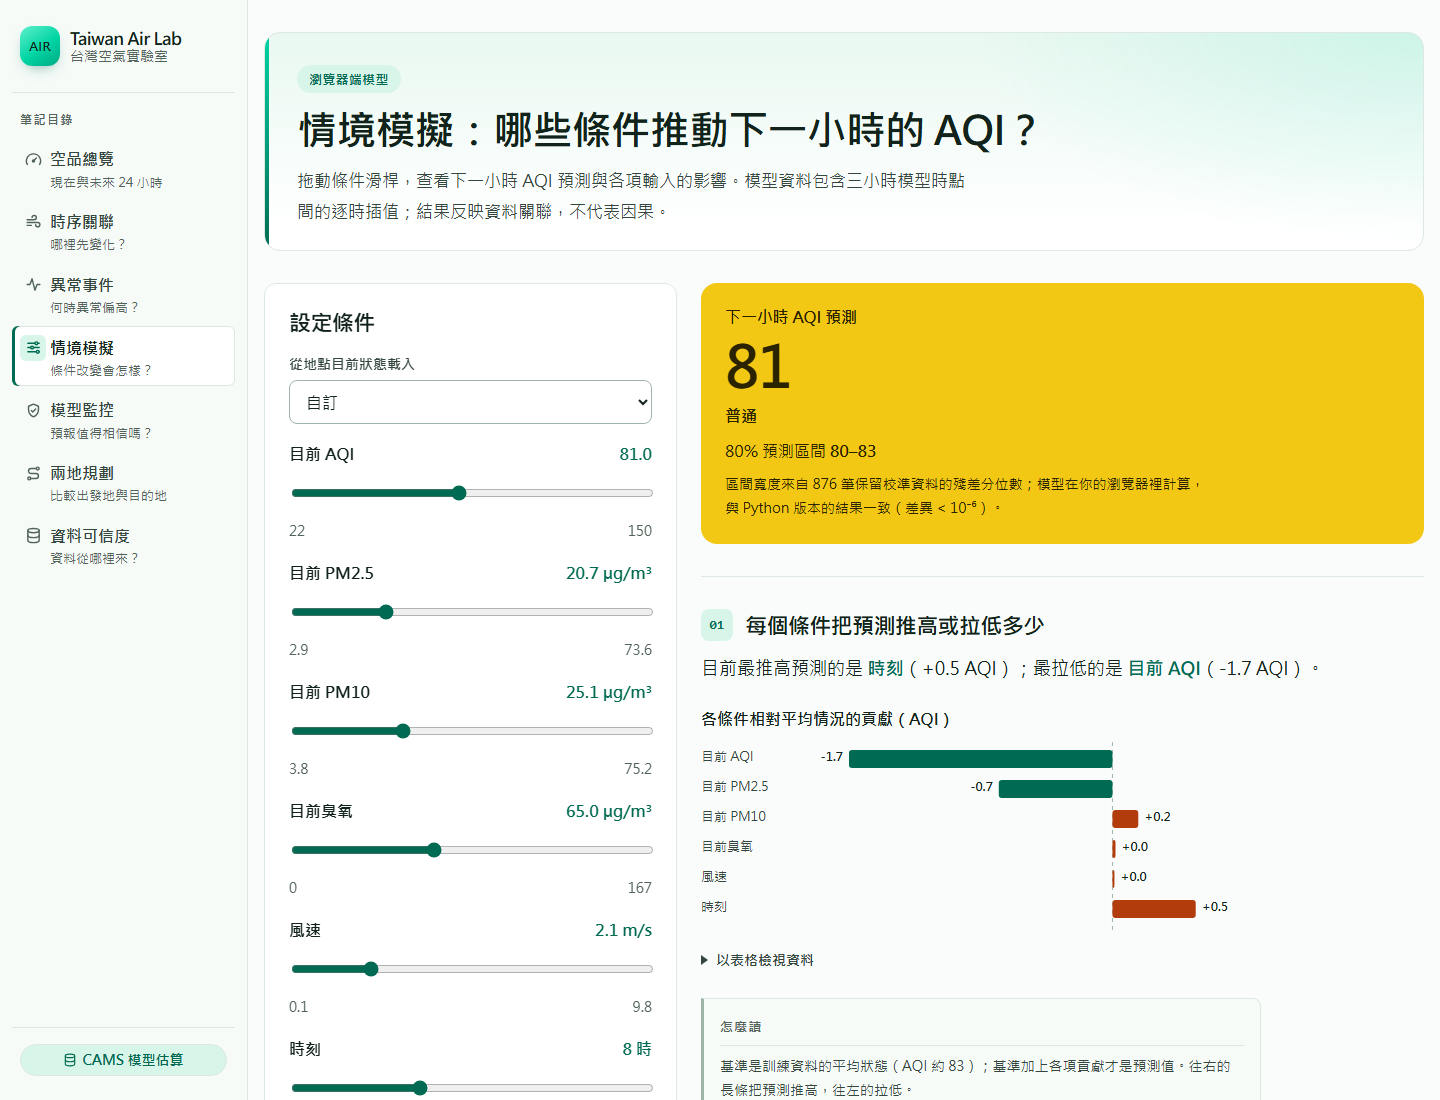 AIR
Taiwan Air Lab
台灣空氣實驗室
筆記目錄
空品總覽
現在與未來 24 小時
時序關聯
哪裡先變化？
異常事件
何時異常偏高？
情境模擬
條件改變會怎樣？
模型監控
預報值得相信嗎？
兩地規劃
比較出發地與目的地
資料可信度
資料從哪裡來？
CAMS 模型估算
瀏覽器端模型
情境模擬：哪些條件推動下一小時的 AQI？
拖動條件滑桿，查看下一小時 AQI 預測與各項輸入的影響。模型資料包含三小時模型時點
間的逐時插值；結果反映資料關聯，不代表因果。
設定條件
從地點目前狀態載入
自訂
目前 AQI 81.0
22 150
目前 PM2.5 20.7 μg/m³
2.9 73.6
目前 PM10 25.1 μg/m³
3.8 75.2
目前臭氧 65.0 μg/m³
0 167
風速 2.1 m/s
0.1 9.8
時刻 8 時
下一小時 AQI 預測
81
普通
80% 預測區間 80–83
區間寬度來自 876 筆保留校準資料的殘差分位數；模型在你的瀏覽器裡計算，
與 Python 版本的結果一致（差異 < 10⁻⁶）。
01 每個條件把預測推高或拉低多少
目前最推高預測的是 時刻（+0.5 AQI）；最拉低的是 目前 AQI（-1.7 AQI）。
各條件相對平均情況的貢獻（AQI）
目前 AQI -1.7
目前 PM2.5 -0.7
目前 PM10 +0.2
目前臭氧 +0.0
風速 +0.0
時刻 +0.5
以表格檢視資料
怎麼讀
基準是訓練資料的平均狀態（AQI 約 83）；基準加上各項貢獻才是預測值。往右的
長條把預測推高，往左的拉低。